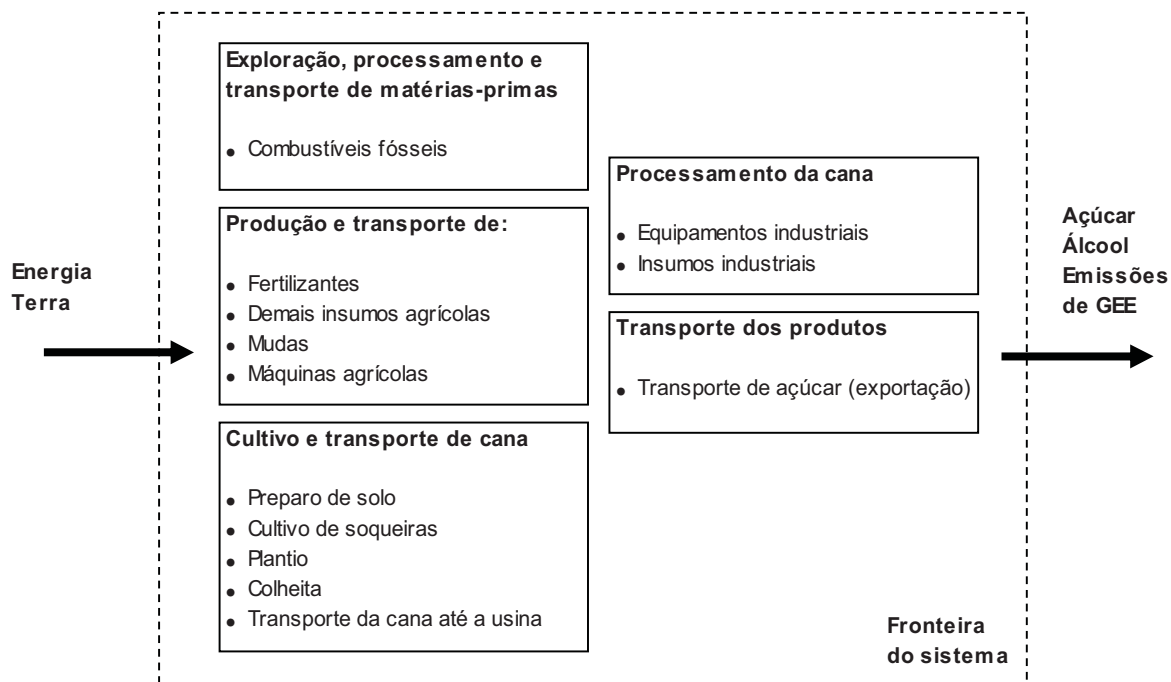 Energia
Terra
Exploração, processamento e
transporte de matérias-primas
• Combustíveis fósseis
Produção e transporte de:
• Fertilizantes
• Demais insumos agrícolas
• Mudas
• Máquinas agrícolas
Cultivo e transporte de cana
• Preparo de solo
• Cultivo de soqueiras
• Plantio
• Colheita
• Transporte da cana até a usina
Processamento da cana
• Equipamentos industriais
• Insumos industriais
Transporte dos produtos
• Transporte de açúcar (exportação)
Fronteira
do sistema
Açúcar
Álcool
Emissões
de GEE